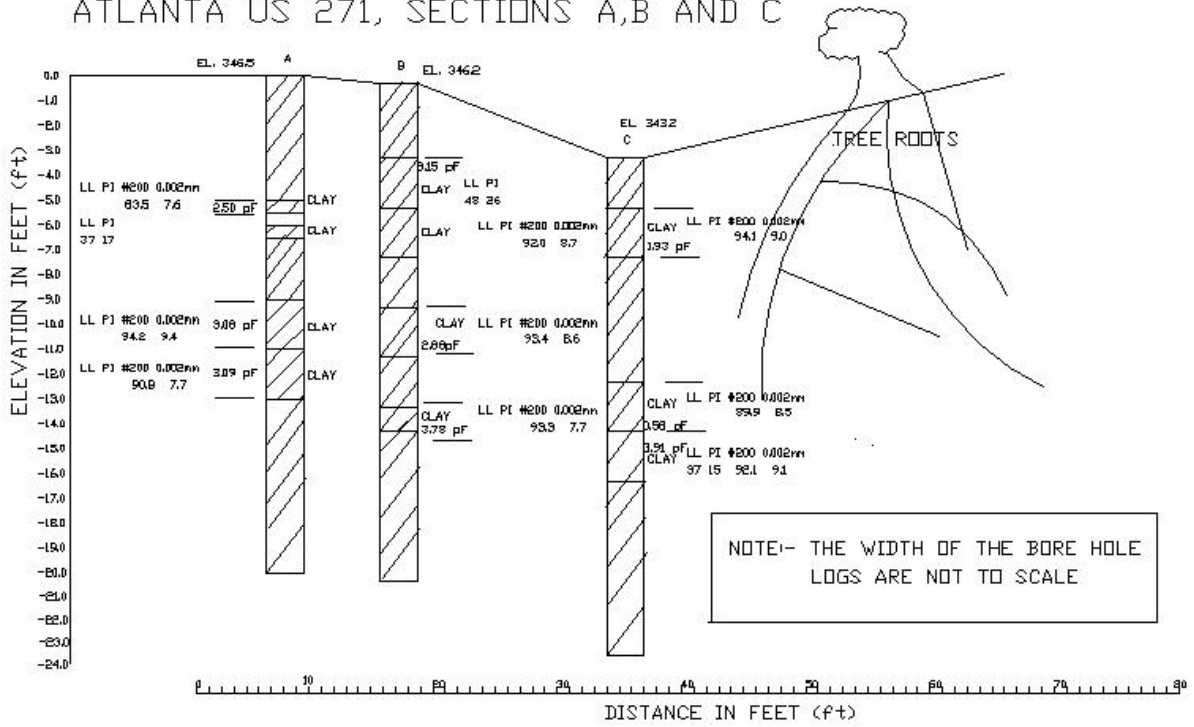 ATLANTA US 271, SECTIONS A,B AND C
EL. 346.5
A
B
EL. 346.2
EL 343.2
C
TREE ROOTS
ELEVATION IN FEET (ft)
0.0
-1.0
-2.0
-3.0
-4.0
-5.0
-6.0
-7.0
-8.0
-9.0
-10.0
-11.0
-12.0
-13.0
-14.0
-15.0
-16.0
-17.0
-18.0
-19.0
-20.0
-21.0
-22.0
-23.0
-24.0
LL PI #200 0.002mm
83.5 7.6
2.50 pF
CLAY
LL PI
37 17
CLAY
LL PI #200 0.002mm
94.2 9.4
3.08 pF
CLAY
LL PI #200 0.002mm
90.8 7.7
3.09 pF
CLAY
3.15 pF
CLAY
LL PI
48 26
CLAY
LL PI #200 0.002mm
92.0 8.7
CLAY
2.88pF
LL PI #200 0.002mm
93.4 8.6
CLAY
3.78 pF
LL PI #200 0.002mm
93.3 7.7
CLAY
LL PI #200 0.002mm
94.1 9.0
CLAY
LL PI #200 0.002mm
89.9 8.5
3.91 pF
CLAY
LL PI #200 0.002mm
37 15 92.1 9.1
NOTE:- THE WIDTH OF THE BORE HOLE
LOGS ARE NOT TO SCALE
0 10 20 30 40 50 60 70 80
DISTANCE IN FEET (ft)